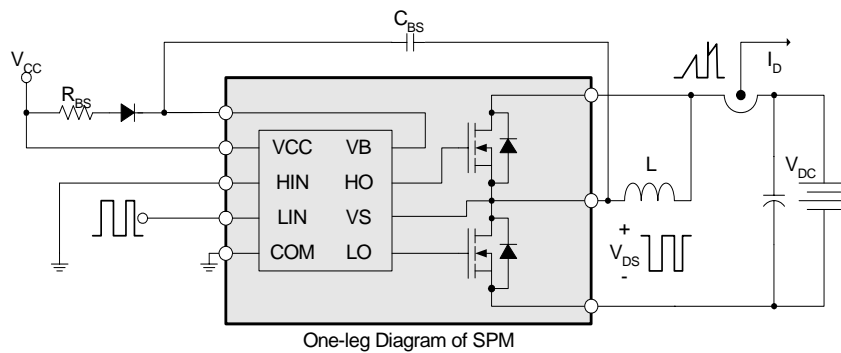 C_BS
V_CC
R_BS
I_D
VCC VB
HIN HO
LIN VS
COM LO
L
V_DC
+
V_DS
-
One-leg Diagram of SPM